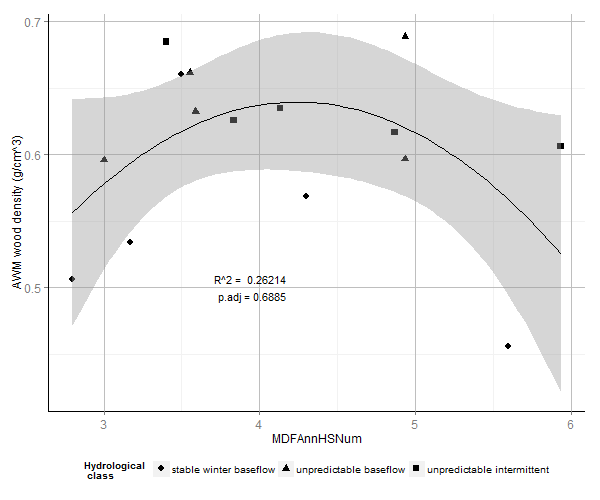 0.7
0.6
0.5
AWM wood density (g/cm^3)
R^2 = 0.26214
p.adj = 0.6885
3 4 5 6
MDFAnnHSNum
Hydrological
class
stable winter baseflow unpredictable baseflow unpredictable intermittent